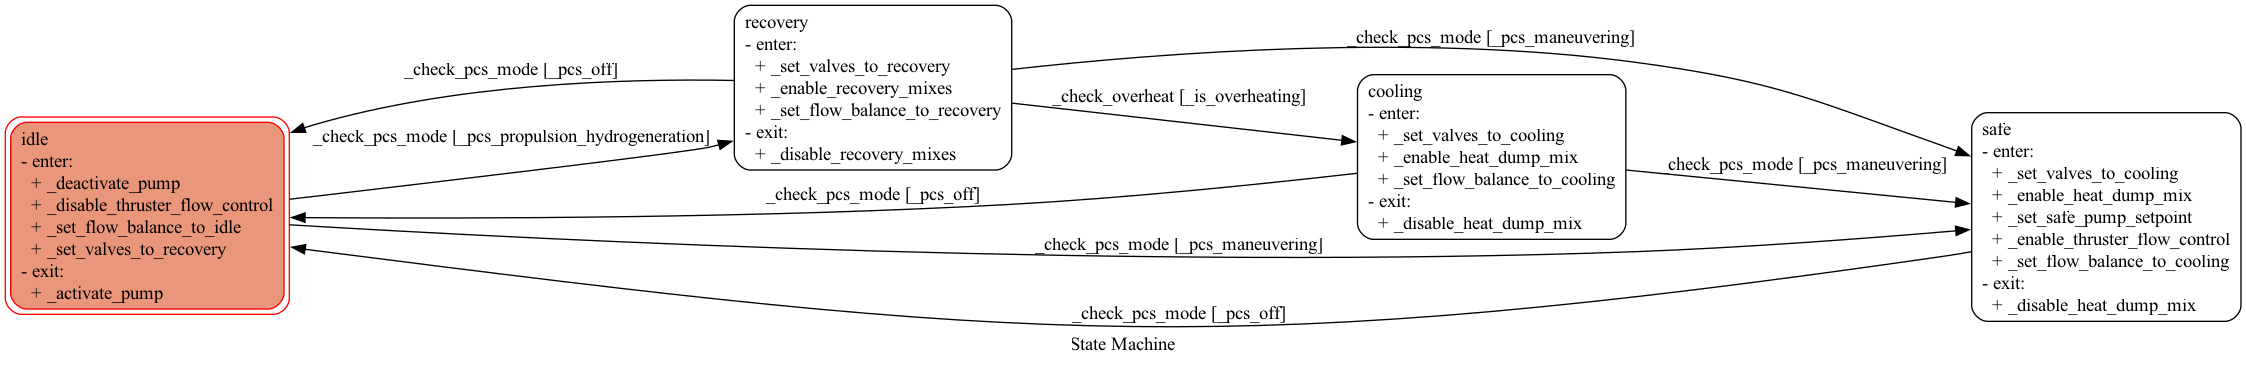 idle
- enter:
+ _deactivate_pump
+ _disable_thruster_flow_control
+ _set_flow_balance_to_idle
+ _set_valves_to_recovery
- exit:
+ _activate_pump
_check_pcs_mode [_pcs_off]
_check_pcs_mode [_pcs_propulsion_hydrogeneration]
recovery
- enter:
+ _set_valves_to_recovery
+ _enable_recovery_mixes
+ _set_flow_balance_to_recovery
- exit:
+ _disable_recovery_mixes
_check_pcs_mode [_pcs_maneuvering]
_check_overheat [_is_overheating]
_check_pcs_mode [_pcs_off]
_check_pcs_mode [_pcs_maneuvering]
_check_pcs_mode [_pcs_off]
cooling
- enter:
+ _set_valves_to_cooling
+ _enable_heat_dump_mix
+ _set_flow_balance_to_cooling
- exit:
+ _disable_heat_dump_mix
_check_pcs_mode [_pcs_maneuvering]
safe
- enter:
+ _set_valves_to_cooling
+ _enable_heat_dump_mix
+ _set_safe_pump_setpoint
+ _enable_thruster_flow_control
+ _set_flow_balance_to_cooling
- exit:
+ _disable_heat_dump_mix
State Machine